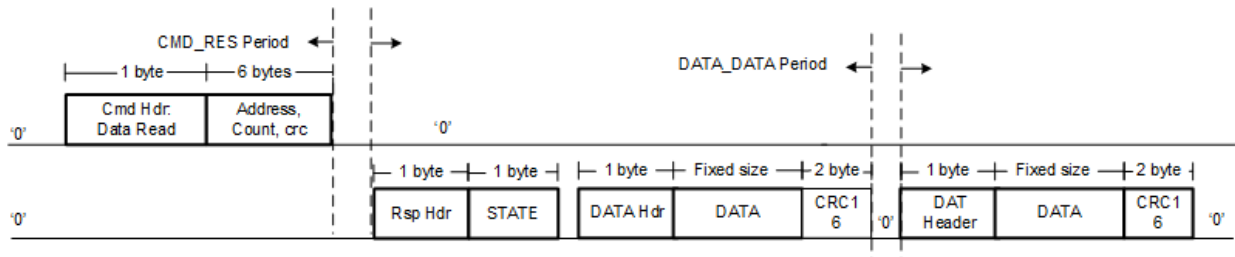 CMD_RES Period
DATA_DATA Period
1 byte 6 bytes
Cmd Hdr.
Data Read
Address,
Count, crc
'0' '0'
1 byte 1 byte 1 byte Fixed size 2 byte 1 byte Fixed size 2 byte
'0'
Rsp Hdr
STATE
DATA Hdr
DATA
CRC1
6
'0'
DAT
Header
DATA
CRC1
6
'0'